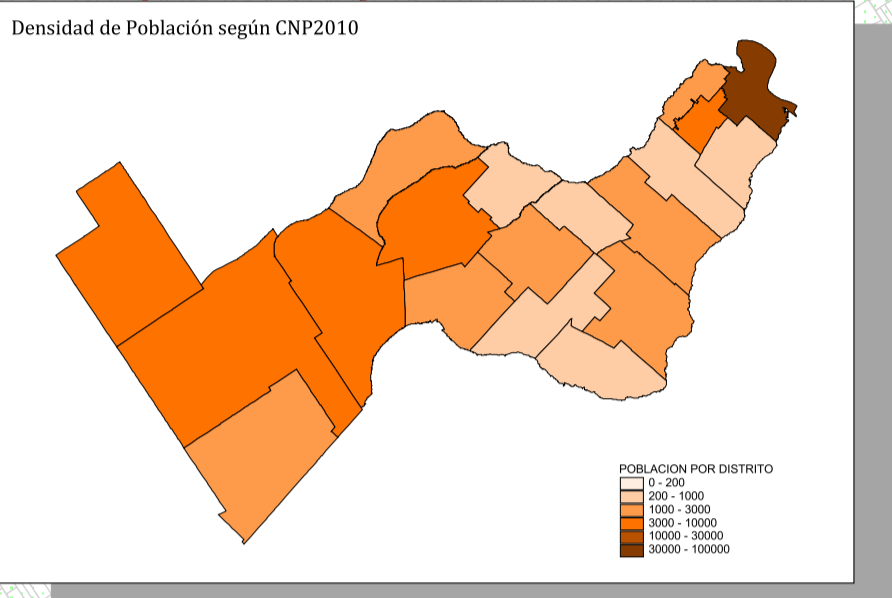 Densidad de Población según CNP2010
POBLACION POR DISTRITO
0 - 200
200 - 1000
1000 - 3000
3000 - 10000
10000 - 30000
30000 - 100000